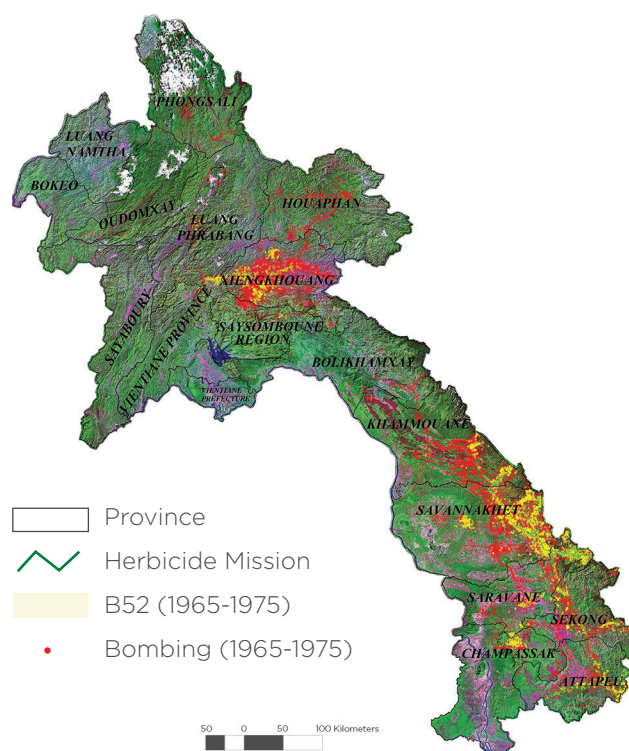 PHONGSALI
LUANG
NAMTHA
BOKEO
OUDOMXAY
LUANG
PHRABANG
HOUAPHAN
XIENGKHOUANG
SAYABOURY
VIENTIANE PROVINCE
SAYSOMBOUNE
REGION
BOLIKHAMXAY
VIENTIANE
PREFECTURE
KHAMMOUANE
SAVANNAKHET
SARAVANE
SEKONG
CHAMPASSAK
ATTAPEU
Province
Herbicide Mission
B52 (1965-1975)
Bombing (1965-1975)
50 0 50 100 Kilometers